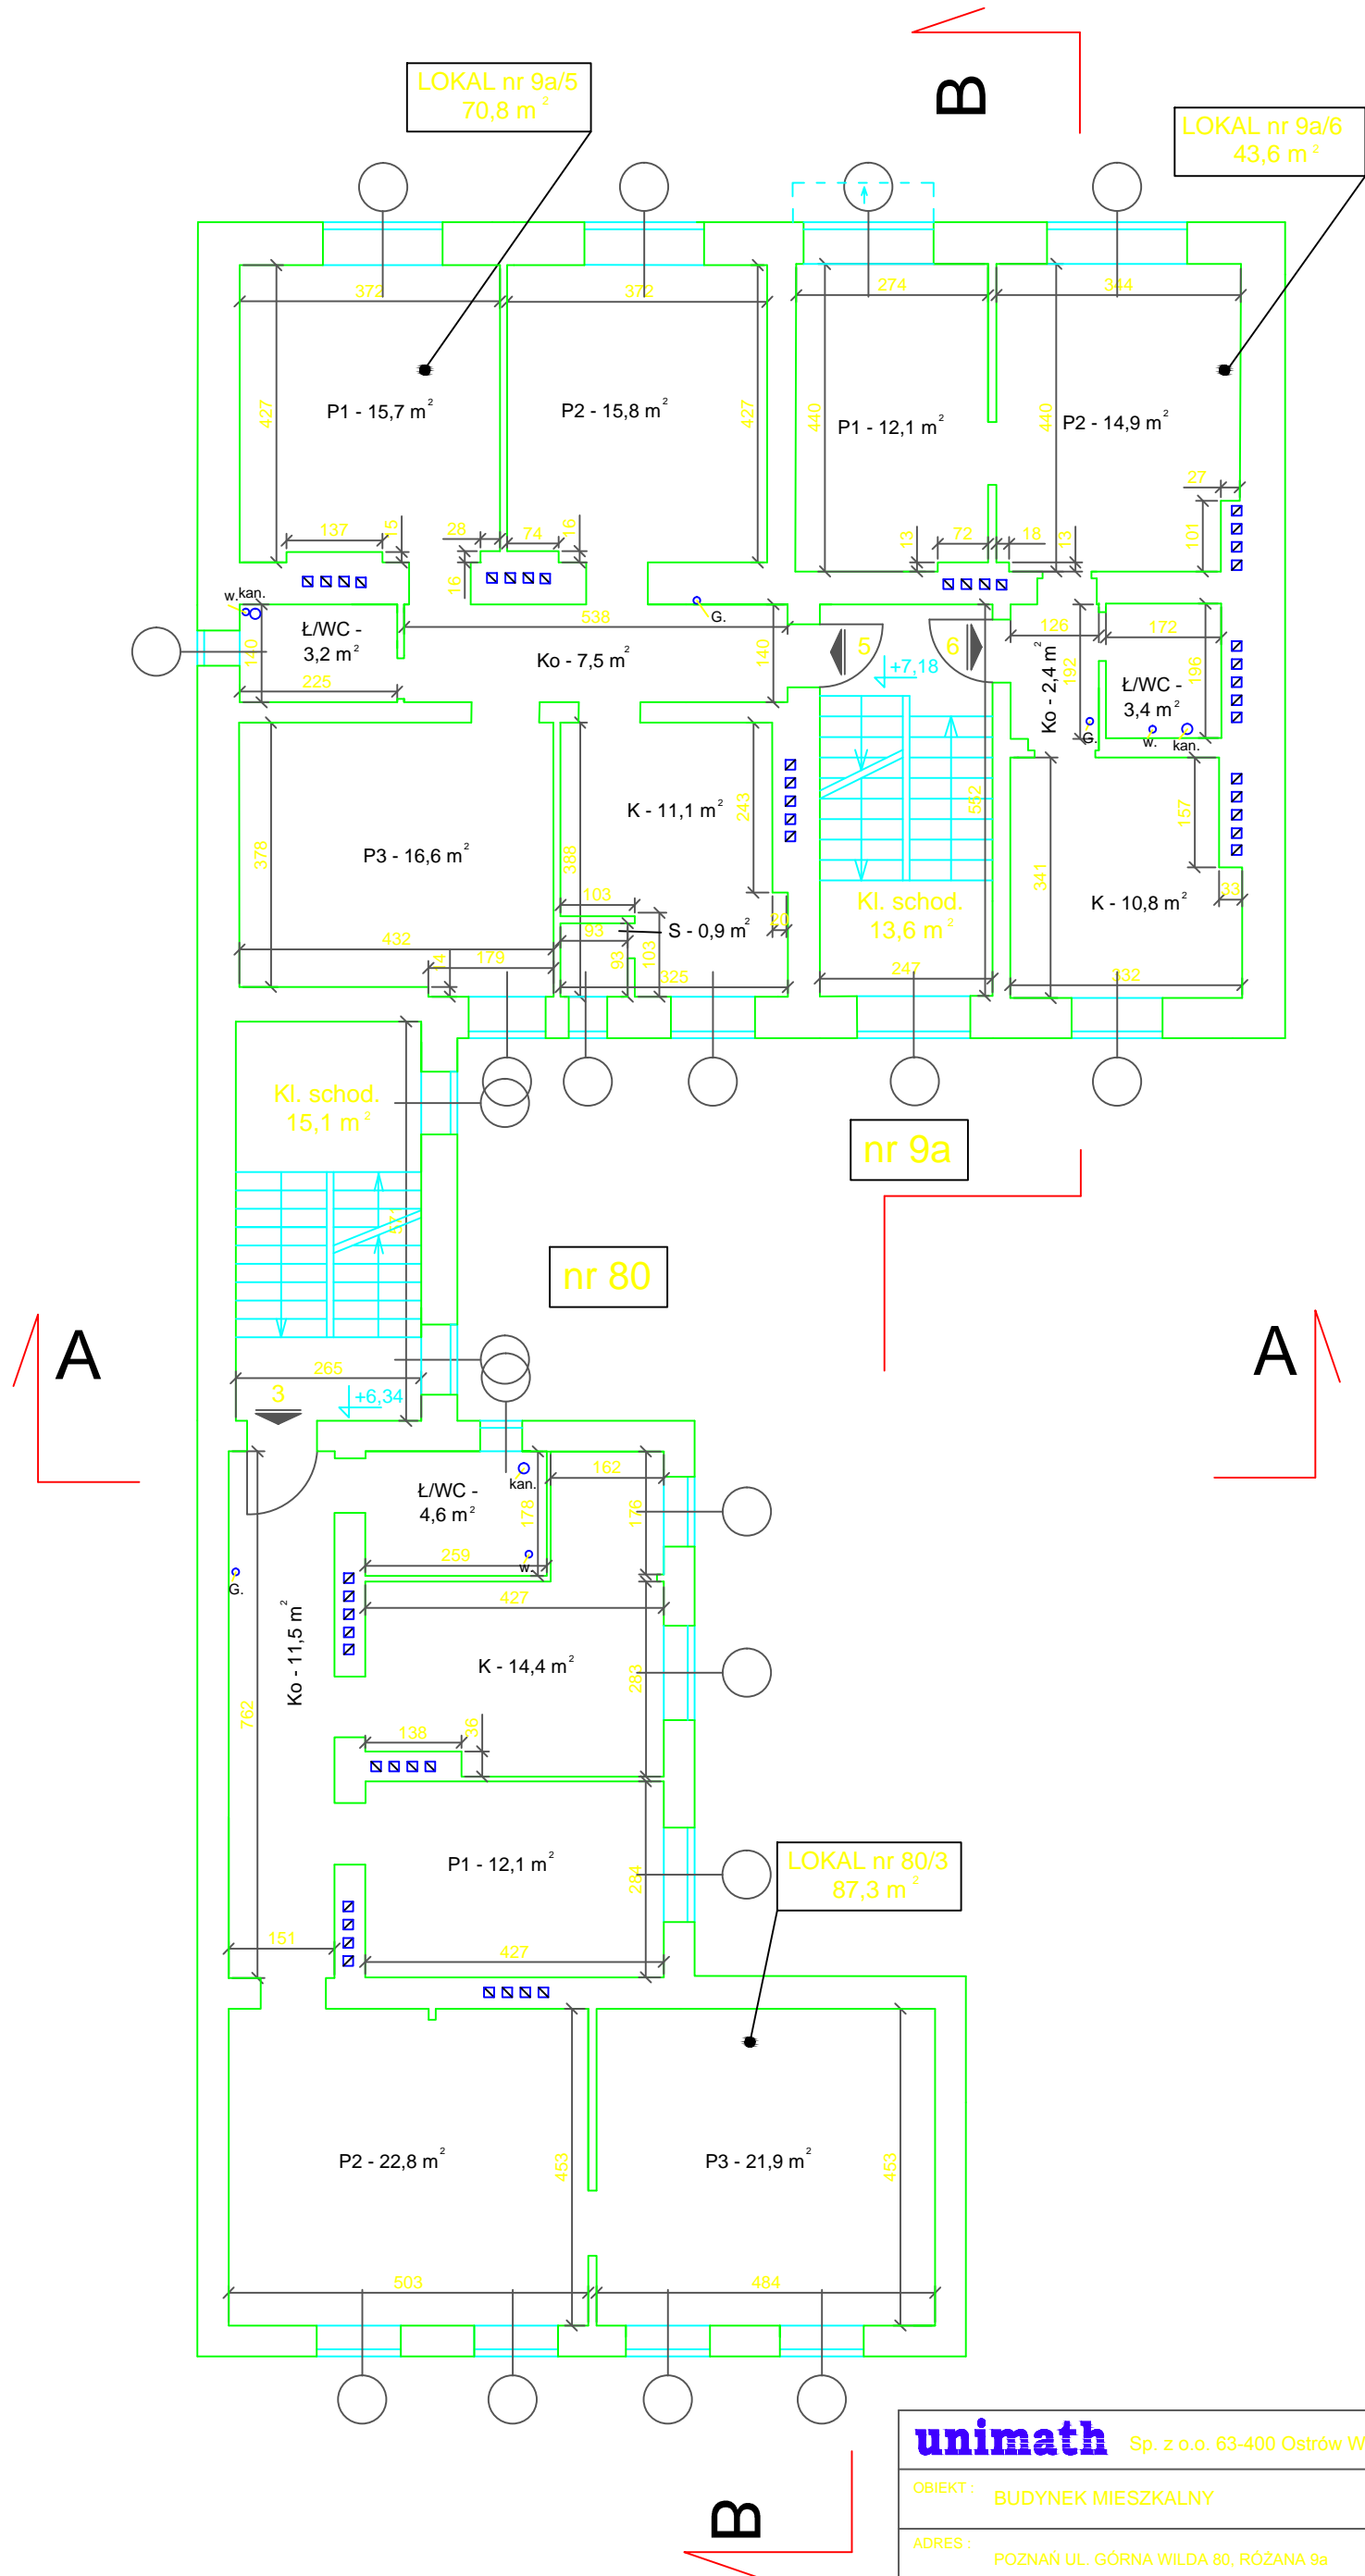 B
LOKAL nr 9a/5
70,8 m²
LOKAL nr 9a/6
43,6 m²
372
372
274
344
427
427
440
440
P1 - 15,7 m²
P2 - 15,8 m²
P1 - 12,1 m²
P2 - 14,9 m²
27
101
137
15
28
74
16
16
13
72
18
13
w. kan.
Ł/WC -
3,2 m²
140
225
538
G.
Ko - 7,5 m²
140
5
6
+7,18
126
172
192
196
Ko - 2,4 m²
Ł/WC -
3,4 m²
G.
w.
kan.
K - 11,1 m²
243
552
157
378
P3 - 16,6 m²
388
341
33
103
K - 10,8 m²
S - 0,9 m²
20
Kl. schod.
13,6 m²
93
93
103
432
14
179
325
247
332
Kl. schod.
15,1 m²
nr 9a
nr 80
A
A
265
3
+6,34
162
kan.
Ł/WC -
4,6 m²
178
176
259
w.
G.
427
Ko - 11,5 m²
K - 14,4 m²
283
762
138
36
P1 - 12,1 m²
284
LOKAL nr 80/3
87,3 m²
151
427
P2 - 22,8 m²
453
P3 - 21,9 m²
453
503
484
unimath Sp. z o.o. 63-400 Ostrów W
OBIEKT : BUDYNEK MIESZKALNY
B
ADRES :
POZNAŃ UL. GÓRNA WILDA 80, RÓŻANA 9a